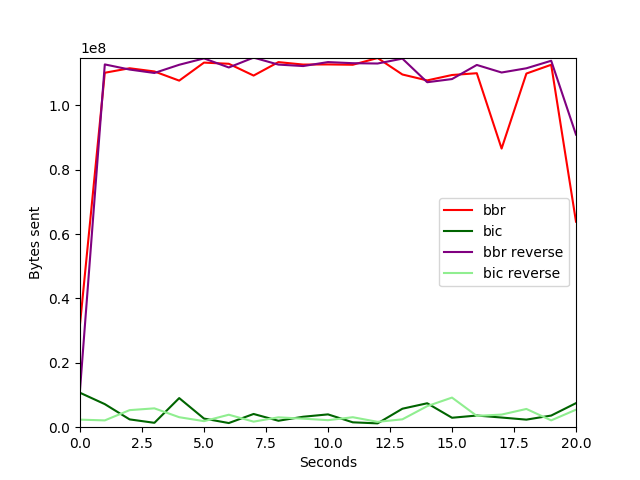 1e8
1.0
0.8
0.6
0.4
0.2
0.0
Bytes sent
bbr
bic
bbr reverse
bic reverse
0.0 2.5 5.0 7.5 10.0 12.5 15.0 17.5 20.0
Seconds